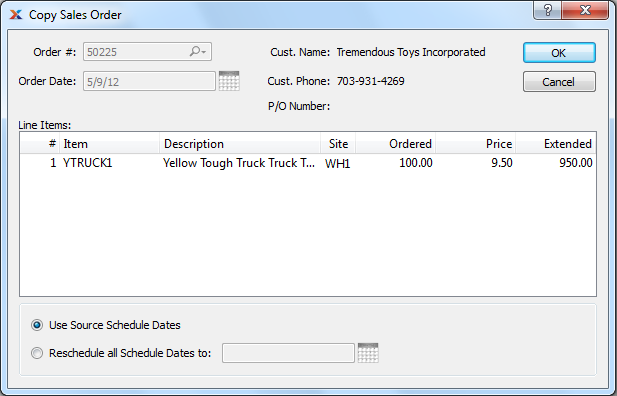 Copy Sales Order
Order #: 50225 Cust. Name: Tremendous Toys Incorporated OK
Order Date: 5/9/12 Cust. Phone: 703-931-4269 Cancel
P/O Number:
Line Items:
# Item Description Site Ordered Price Extended
1 YTRUCK1 Yellow Tough Truck Truck T... WH1 100.00 9.50 950.00
Use Source Schedule Dates
Reschedule all Schedule Dates to: